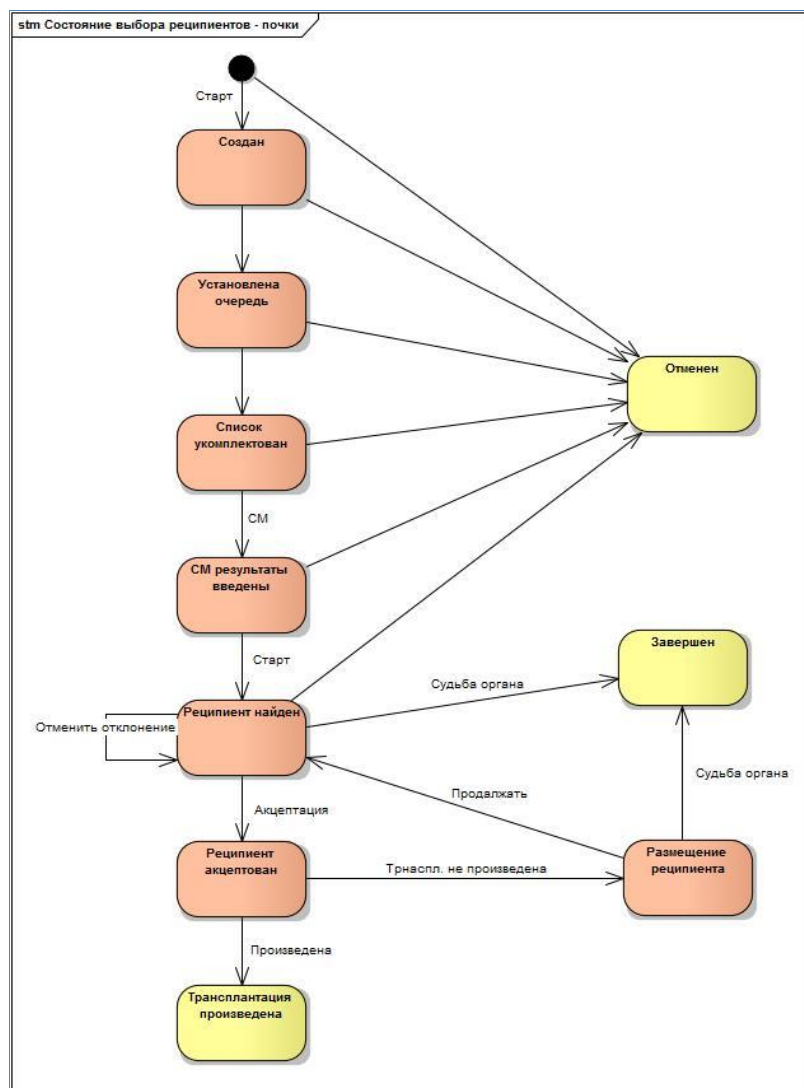 stm Состояние выбора реципиентов - почки
Старт
Создан
Установлена
очередь
Отменен
Список
укомплектован
СМ
СМ результаты
введены
Старт
Завершен
Судьба органа
Реципиент найден
Отменить отклонение
Продалжать
Судьба органа
Акцептация
Реципиент
акцептован
Трнаспл. не произведена
Размещение
реципиента
Произведена
Трансплантация
произведена